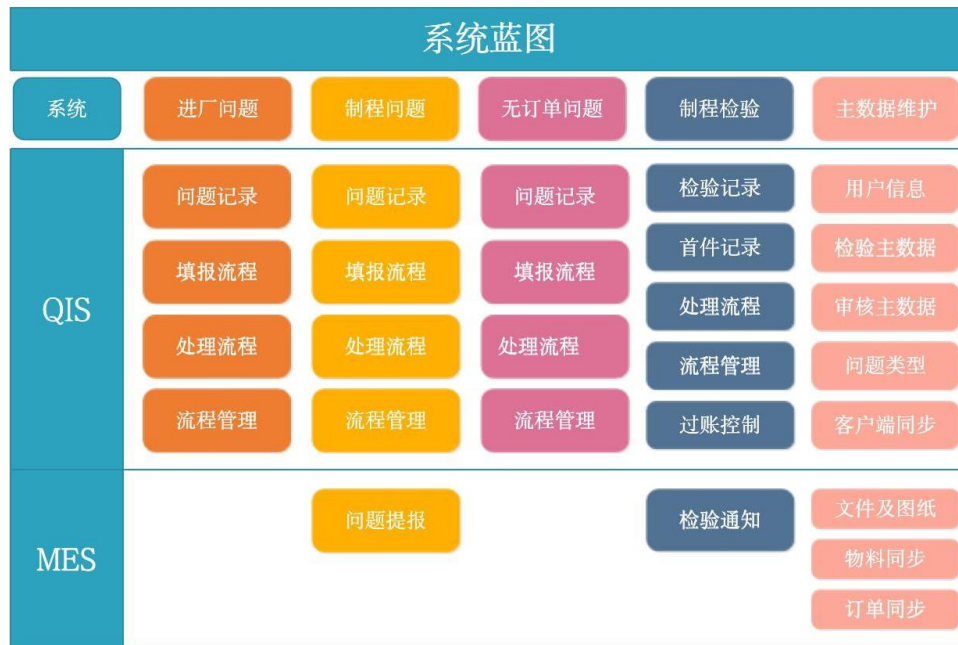 系统蓝图
系统
进厂问题
制程问题
无订单问题
制程检验
主数据维护
QIS
问题记录
填报流程
处理流程
流程管理
问题记录
填报流程
处理流程
流程管理
问题记录
填报流程
处理流程
流程管理
检验记录
首件记录
处理流程
流程管理
过账控制
用户信息
检验主数据
审核主数据
问题类型
客户端同步
MES
问题提报
检验通知
文件及图纸
物料同步
订单同步